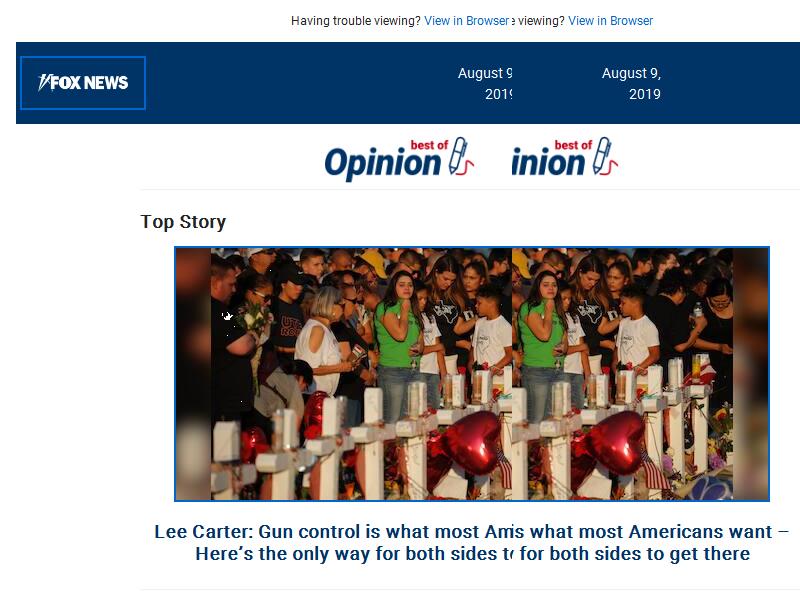 Having trouble viewing? View in Browser e viewing? View in Browser
FOX NEWS
August 9 August 9,
2019 2019
best of best of
Opinion inion
Top Story
Lee Carter: Gun control is what most Am is what most Americans want –
Here's the only way for both sides t for both sides to get there